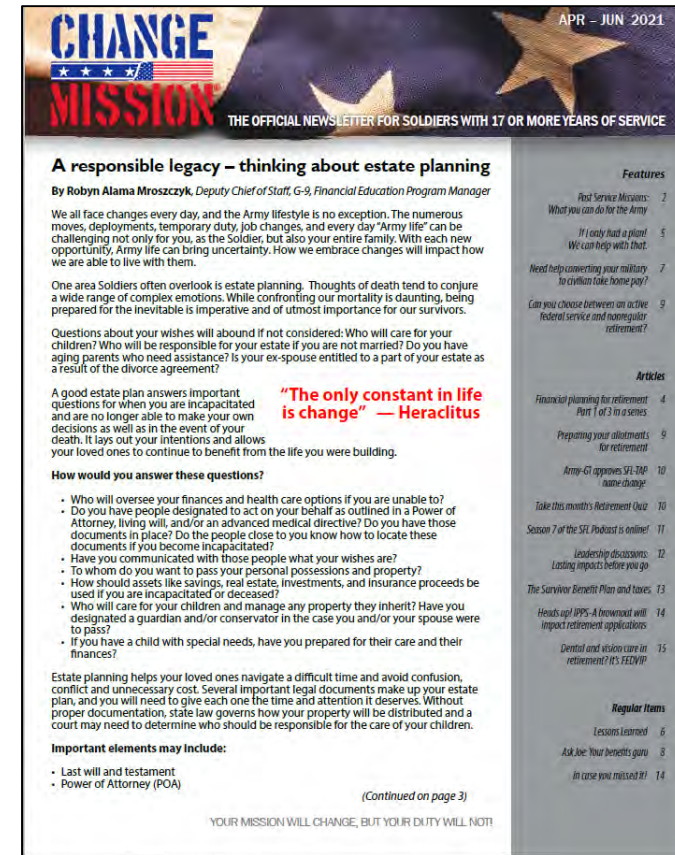 CHANGE
MISSION
APR – JUN 2021
THE OFFICIAL NEWSLETTER FOR SOLDIERS WITH 17 OR MORE YEARS OF SERVICE
A responsible legacy – thinking about estate planning
By Robyn Alama Mroszczyk, Deputy Chief of Staff, G-9, Financial Education Program Manager
We all face changes every day, and the Army lifestyle is no exception. The numerous
moves, deployments, temporary duty, job changes, and every day "Army life" can be
challenging not only for you, as the Soldier, but also your entire family. With each new
opportunity, Army life can bring uncertainty. How we embrace changes will impact how
we are able to live with them.
One area Soldiers often overlook is estate planning. Thoughts of death tend to conjure
a wide range of complex emotions. While confronting our mortality is daunting, being
prepared for the inevitable is imperative and of utmost importance for our survivors.
Questions about your wishes will abound if not considered: Who will care for your
children? Who will be responsible for your estate if you are not married? Do you have
aging parents who need assistance? Is your ex-spouse entitled to a part of your estate as
a result of the divorce agreement?
A good estate plan answers important
questions for when you are incapacitated
and are no longer able to make your own
decisions as well as in the event of your
death. It lays out your intentions and allows
your loved ones to continue to benefit from the life you were building.
"The only constant in life
is change" — Heraclitus
How would you answer these questions?
• Who will oversee your finances and health care options if you are unable to?
• Do you have people designated to act on your behalf as outlined in a Power of
Attorney, living will, and/or an advanced medical directive? Do you have those
documents in place? Do the people close to you know how to locate these
documents if you become incapacitated?
• Have you communicated with those people what your wishes are?
• To whom do you want to pass your personal possessions and property?
• How should assets like savings, real estate, investments, and insurance proceeds be
used if you are incapacitated or deceased?
• Who will care for your children and manage any property they inherit? Have you
designated a guardian and/or conservator in the case you and/or your spouse were
to pass?
• If you have a child with special needs, have you prepared for their care and their
finances?
Estate planning helps your loved ones navigate a difficult time and avoid confusion,
conflict and unnecessary cost. Several important legal documents make up your estate
plan, and you will need to give each one the time and attention it deserves. Without
proper documentation, state law governs how your property will be distributed and a
court may need to determine who should be responsible for the care of your children.
Important elements may include:
• Last will and testament
• Power of Attorney (POA)
(Continued on page 3)
YOUR MISSION WILL CHANGE, BUT YOUR DUTY WILL NOT!
Features
Post Service Missions: 2
What you can do for the Army
If I only had a plan! 5
We can help with that.
Need help converting your military 7
to civilian take home pay?
Can you choose between an active 9
federal service and nonregular
retirement?
Articles
Financial planning for retirement 4
Part 1 of 3 in a series
Preparing your allotments 9
for retirement
Army-G1 approves SFL-TAP 10
name change
Take this month's Retirement Quiz 10
Season 7 of the SFL Podcast is online! 11
Leadership discussions: 12
Lasting impacts before you go
The Survivor Benefit Plan and taxes 13
Heads up! IPPS-A brownout will 14
impact retirement applications
Dental and vision care in 15
retirement? It's FEDVIP
Regular Items
Lessons Learned 6
Ask Joe: Your benefits guru 8
In case you missed it! 14